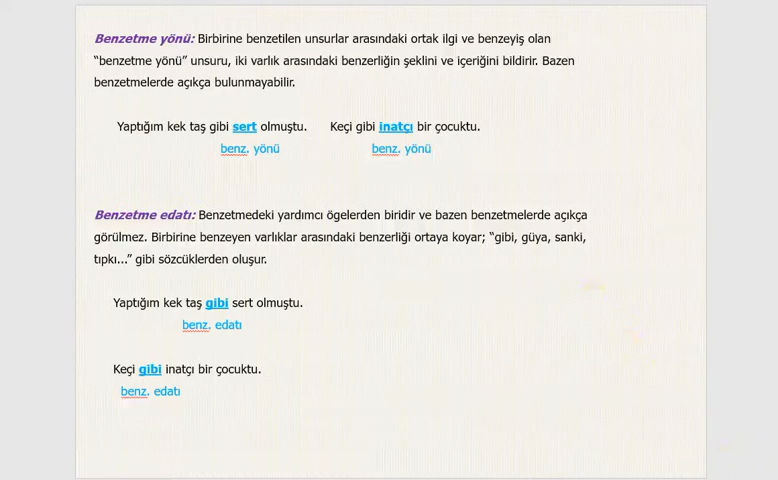 Benzetme yönü: Birbirine benzetilen unsurlar arasındaki ortak ilgi ve benzeyiş olan
“benzetme yönü” unsuru, iki varlık arasındaki benzerliğin şeklini ve içeriğini bildirir. Bazen
benzetmelerde açıkça bulunmayabilir.
Yaptığım kek taş gibi sert olmuştu. Keçi gibi inatçı bir çocuktu.
benz. yönü benz. yönü
Benzetme edatı: Benzetmedeki yardımcı ögelerden biridir ve bazen benzetmelerde açıkça
görülmez. Birbirine benzeyen varlıklar arasındaki benzerliği ortaya koyar; “gibi, güya, sanki,
tıpkı...” gibi sözcüklerden oluşur.
Yaptığım kek taş gibi sert olmuştu.
benz. edatı
Keçi gibi inatçı bir çocuktu.
benz. edatı